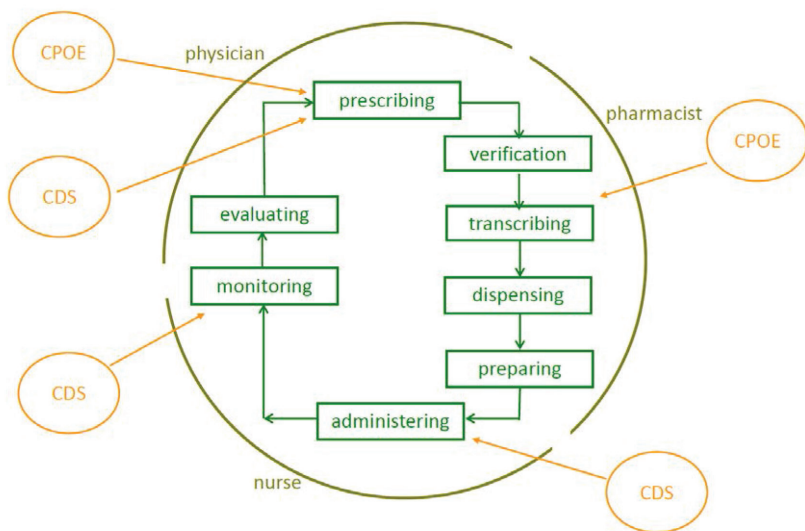 CPOE
physician
prescribing
pharmacist
CPOE
verification
CDS
evaluating
transcribing
monitoring
dispensing
preparing
CDS
administering
nurse
CDS